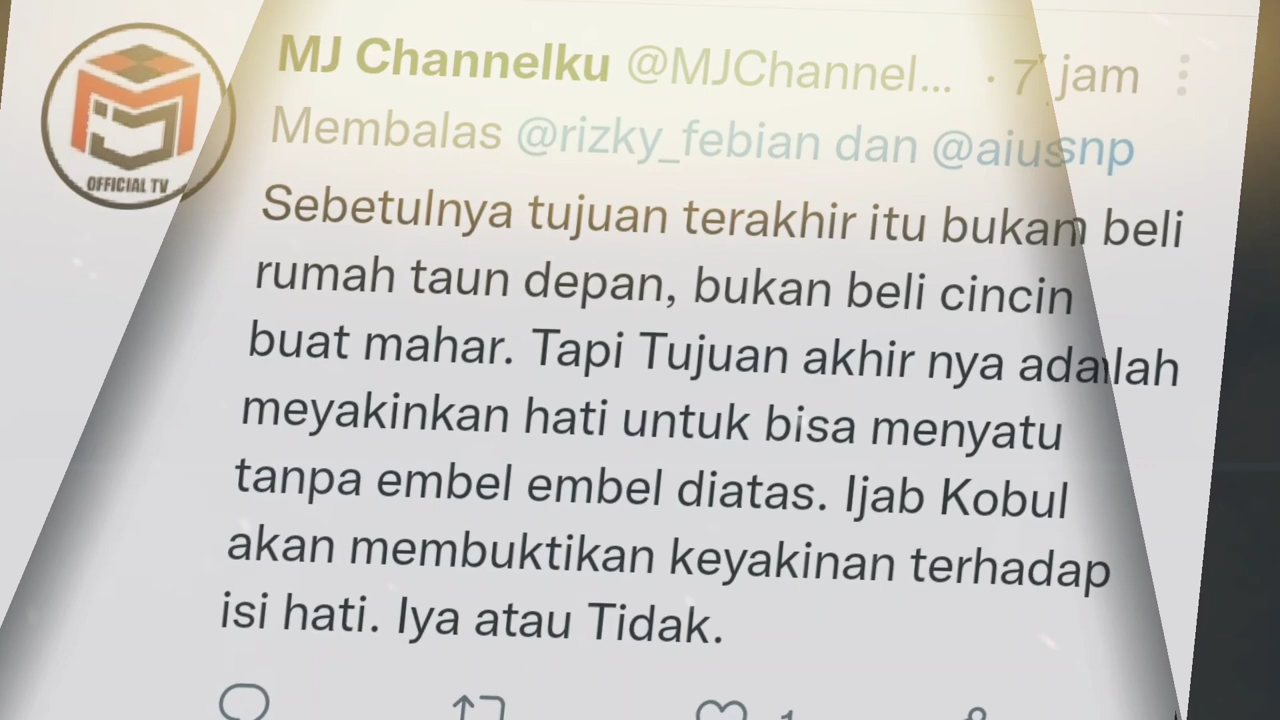 MJ Channelku @MJChannel... · 7 jam
OFFICIAL TV
Membalas @rizky_febian dan @aiusnp
Sebetulnya tujuan terakhir itu bukan beli
rumah taun depan, bukan beli cincin
buat mahar. Tapi Tujuan akhir nya adalah
meyakinkan hati untuk bisa menyatu
tanpa embel embel diatas. Ijab Kobul
akan membuktikan keyakinan terhadap
isi hati. Iya atau Tidak.
1